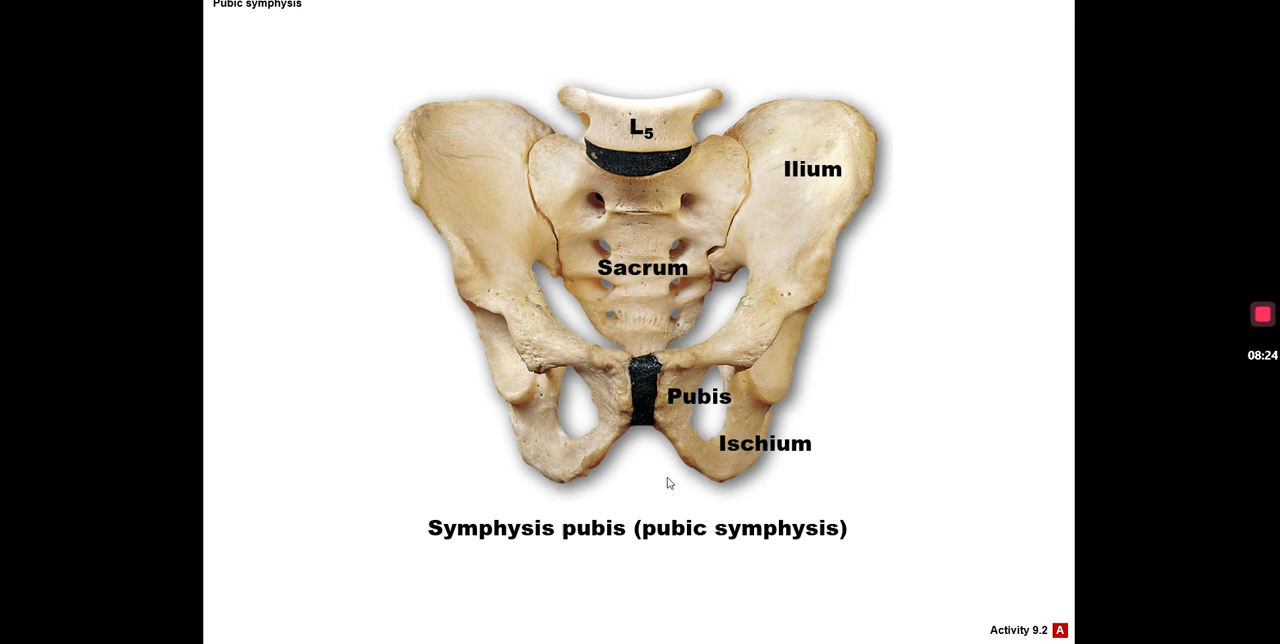 Pubic symphysis
L5
Ilium
Sacrum
Pubis
Ischium
Symphysis pubis (pubic symphysis)
Activity 9.2 A
08:24